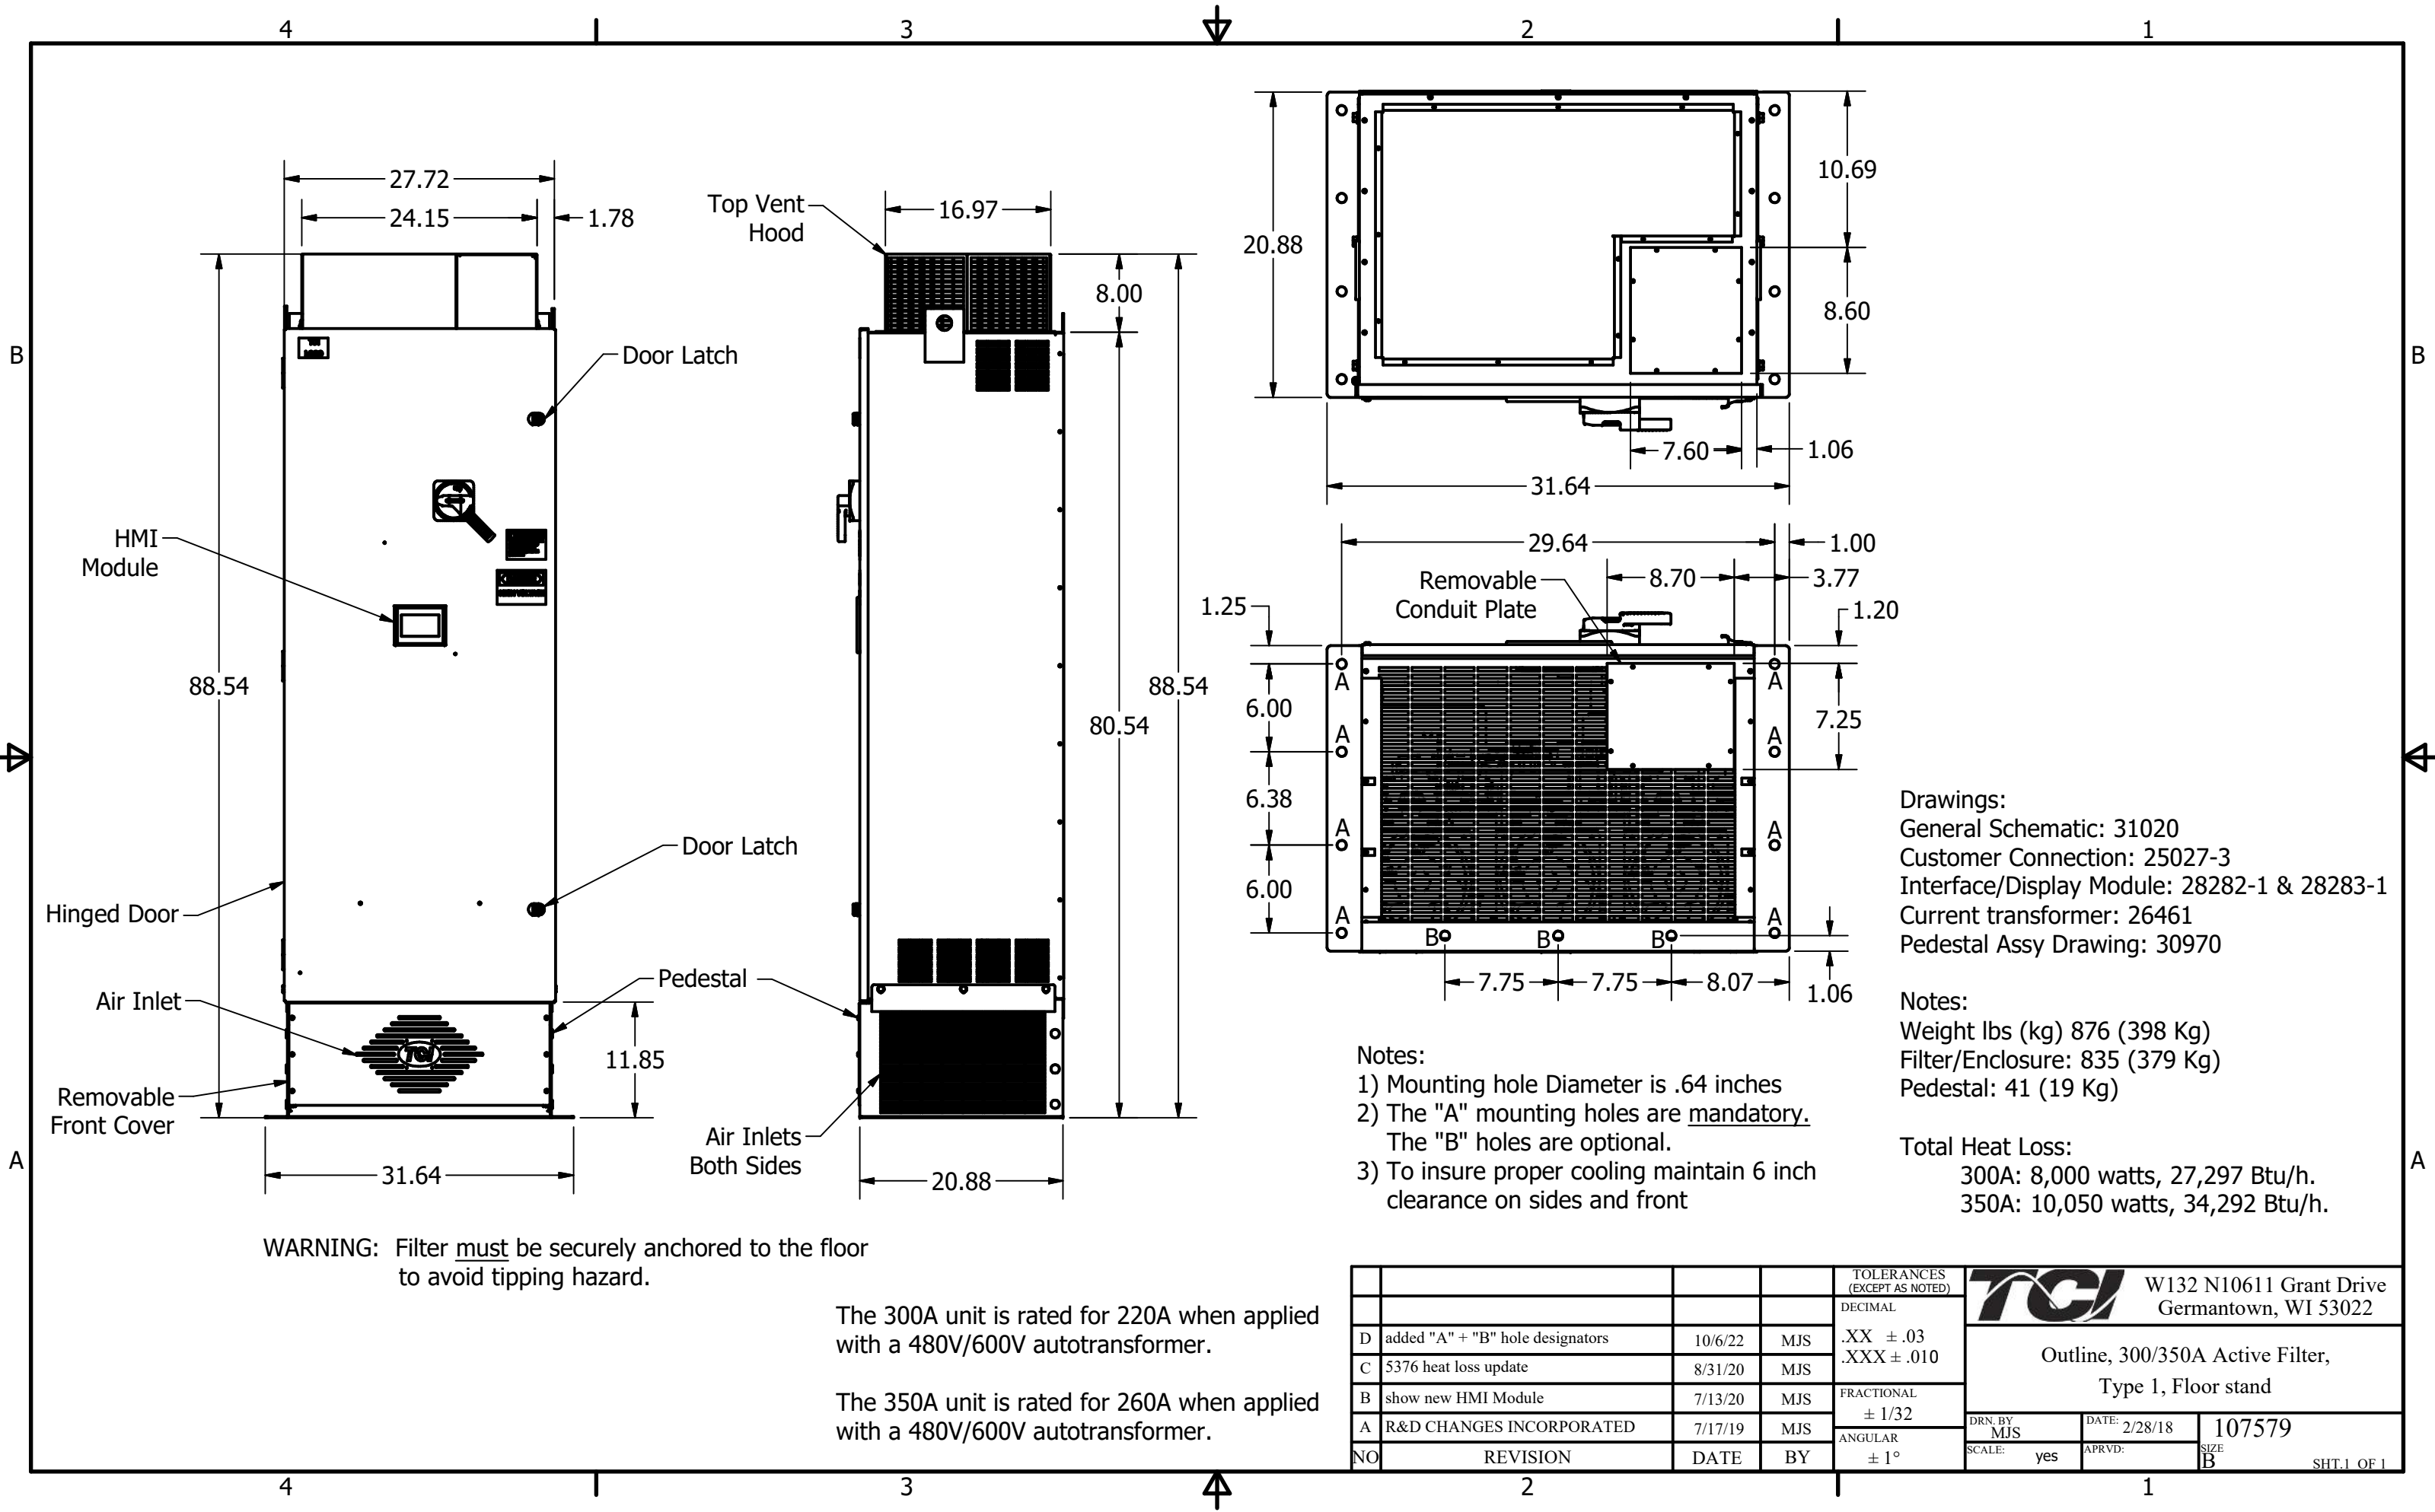 4
3
2
1
B
A
B
A
27.72
24.15
1.78
Door Latch
HMI
Module
88.54
Hinged Door
Door Latch
Air Inlet
Pedestal
Removable
Front Cover
11.85
31.64
Top Vent
Hood
16.97
8.00
88.54
80.54
Air Inlets
Both Sides
20.88
TCI
20.88
10.69
8.60
7.60
1.06
31.64
29.64
1.00
Removable
Conduit Plate
8.70
3.77
1.25
1.20
A
A
6.00
A
A
7.25
6.38
A
A
6.00
A
A
B
B
B
7.75
7.75
8.07
1.06
Drawings:
General Schematic: 31020
Customer Connection: 25027-3
Interface/Display Module: 28282-1 & 28283-1
Current transformer: 26461
Pedestal Assy Drawing: 30970
Notes:
Weight lbs (kg) 876 (398 Kg)
Filter/Enclosure: 835 (379 Kg)
Pedestal: 41 (19 Kg)
Total Heat Loss:
300A: 8,000 watts, 27,297 Btu/h.
350A: 10,050 watts, 34,292 Btu/h.
Notes:
1) Mounting hole Diameter is .64 inches
2) The "A" mounting holes are mandatory.
The "B" holes are optional.
3) To insure proper cooling maintain 6 inch
clearance on sides and front
WARNING: Filter must be securely anchored to the floor
to avoid tipping hazard.
The 300A unit is rated for 220A when applied
with a 480V/600V autotransformer.
The 350A unit is rated for 260A when applied
with a 480V/600V autotransformer.
D added "A" + "B" hole designators 10/6/22 MJS
C 5376 heat loss update 8/31/20 MJS
B show new HMI Module 7/13/20 MJS
A R&D CHANGES INCORPORATED 7/17/19 MJS
NO REVISION DATE BY
TOLERANCES
(EXCEPT AS NOTED)
DECIMAL
.XX ± .03
.XXX ± .010
FRACTIONAL
± 1/32
ANGULAR
± 1°
TCI
W132 N10611 Grant Drive
Germantown, WI 53022
Outline, 300/350A Active Filter,
Type 1, Floor stand
DRN. BY MJS
DATE: 2/28/18
107579
SCALE: yes
APRVD:
SIZE B
SHT.1 OF 1
4
3
2
1